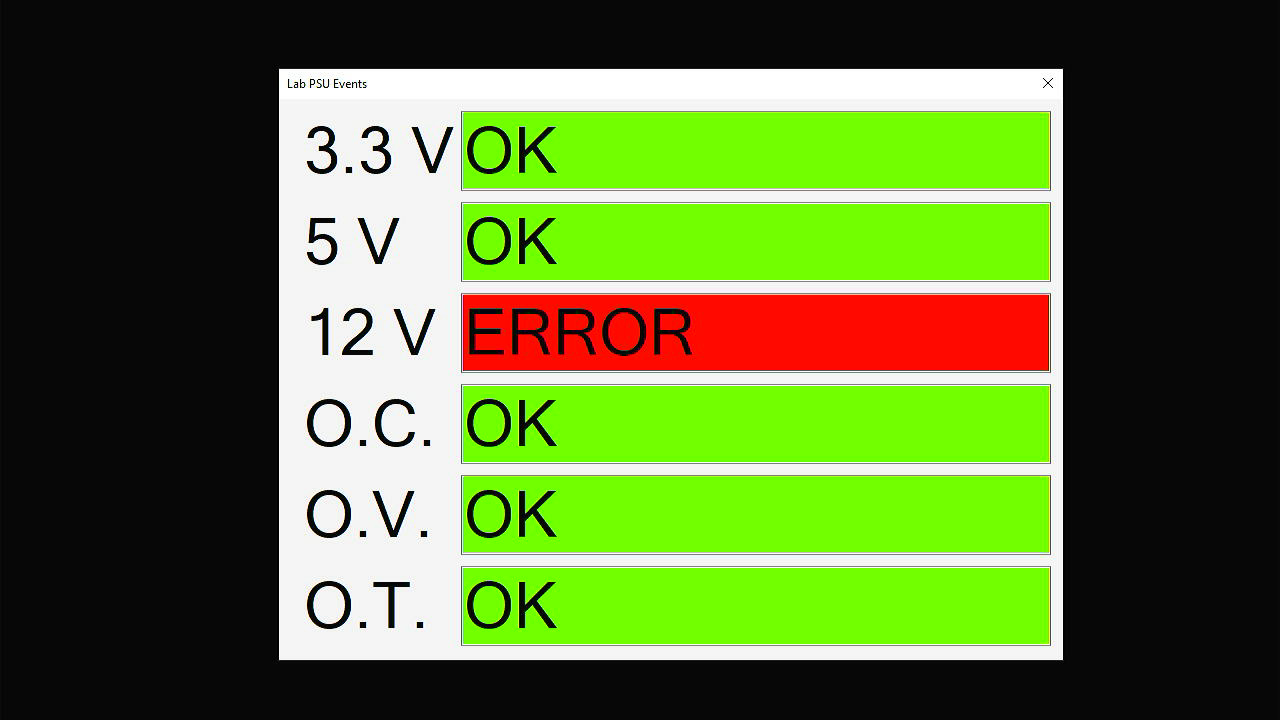 Lab PSU Events
3.3 V OK
5 V OK
12 V ERROR
O.C. OK
O.V. OK
O.T. OK